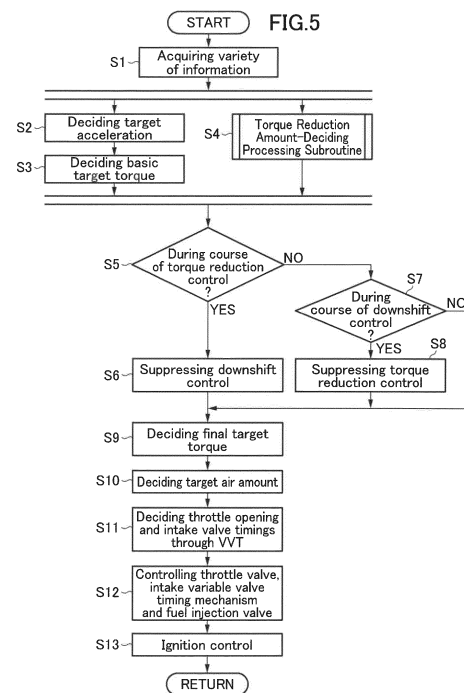 START
FIG.5
S1
Acquiring variety
of information
S2
Deciding target
acceleration
S3
Deciding basic
target torque
S4
Torque Reduction
Amount-Deciding
Processing Subroutine
S5
During course
of torque reduction
control
?
NO
YES
S7
During
course of downshift
control
?
NO
YES
S6
Suppressing downshift
control
S8
Suppressing torque
reduction control
S9
Deciding final target
torque
S10
Deciding target air amount
S11
Deciding throttle opening
and intake valve timings
through VVT
S12
Controlling throttle valve,
intake variable valve
timing mechanism
and fuel injection valve
S13
Ignition control
RETURN